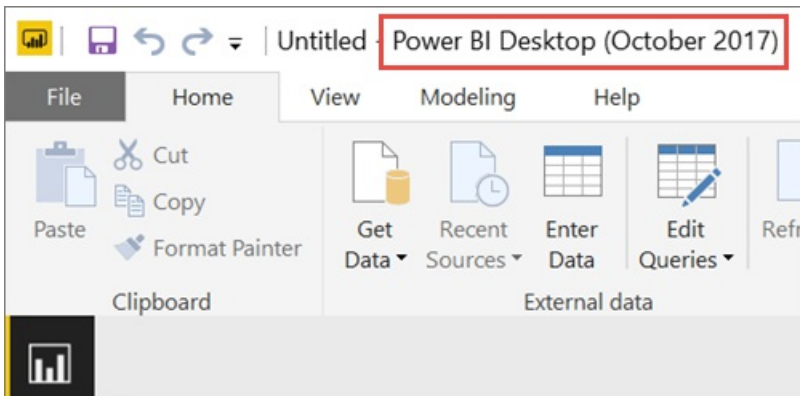 Untitled - Power BI Desktop (October 2017)
File Home View Modeling Help
Paste
Cut
Copy
Format Painter
Clipboard
Get Data
Recent Sources
Enter Data
Edit Queries
External data